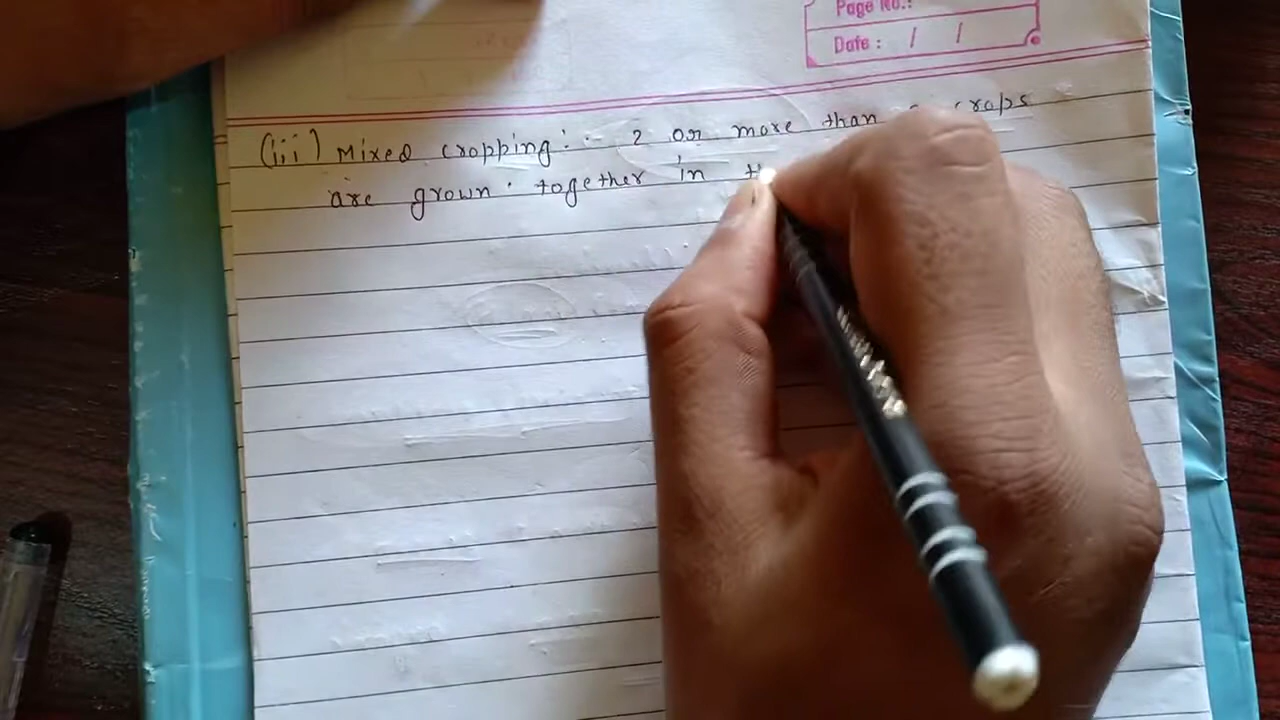 Page No.:
Date : / /
(iii) Mixed cropping :- 2 or more than crops
are grown. together in